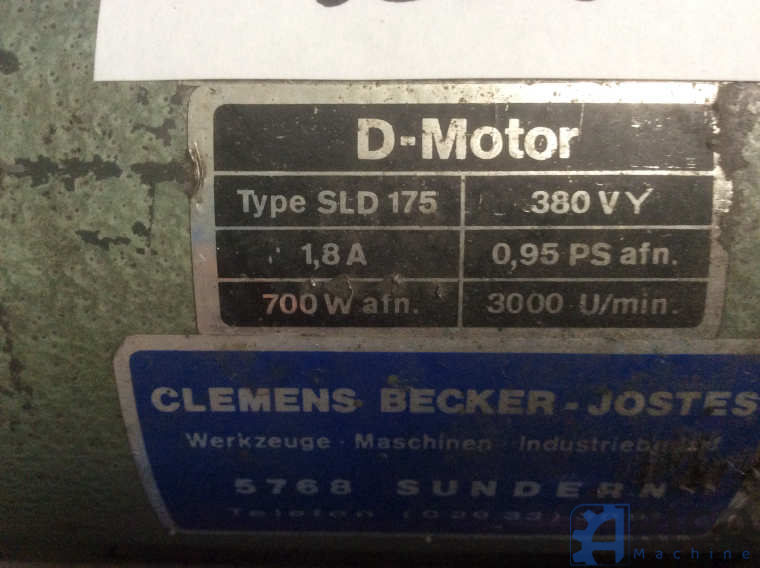 D-Motor
Type SLD 175 380 V Y
1,8 A 0,95 PS afn.
700 W afn. 3000 U/min.
CLEMENS BECKER-JOSTES
Werkzeuge · Maschinen · Industriebedarf
5768 SUNDERN
Telefon
Machine